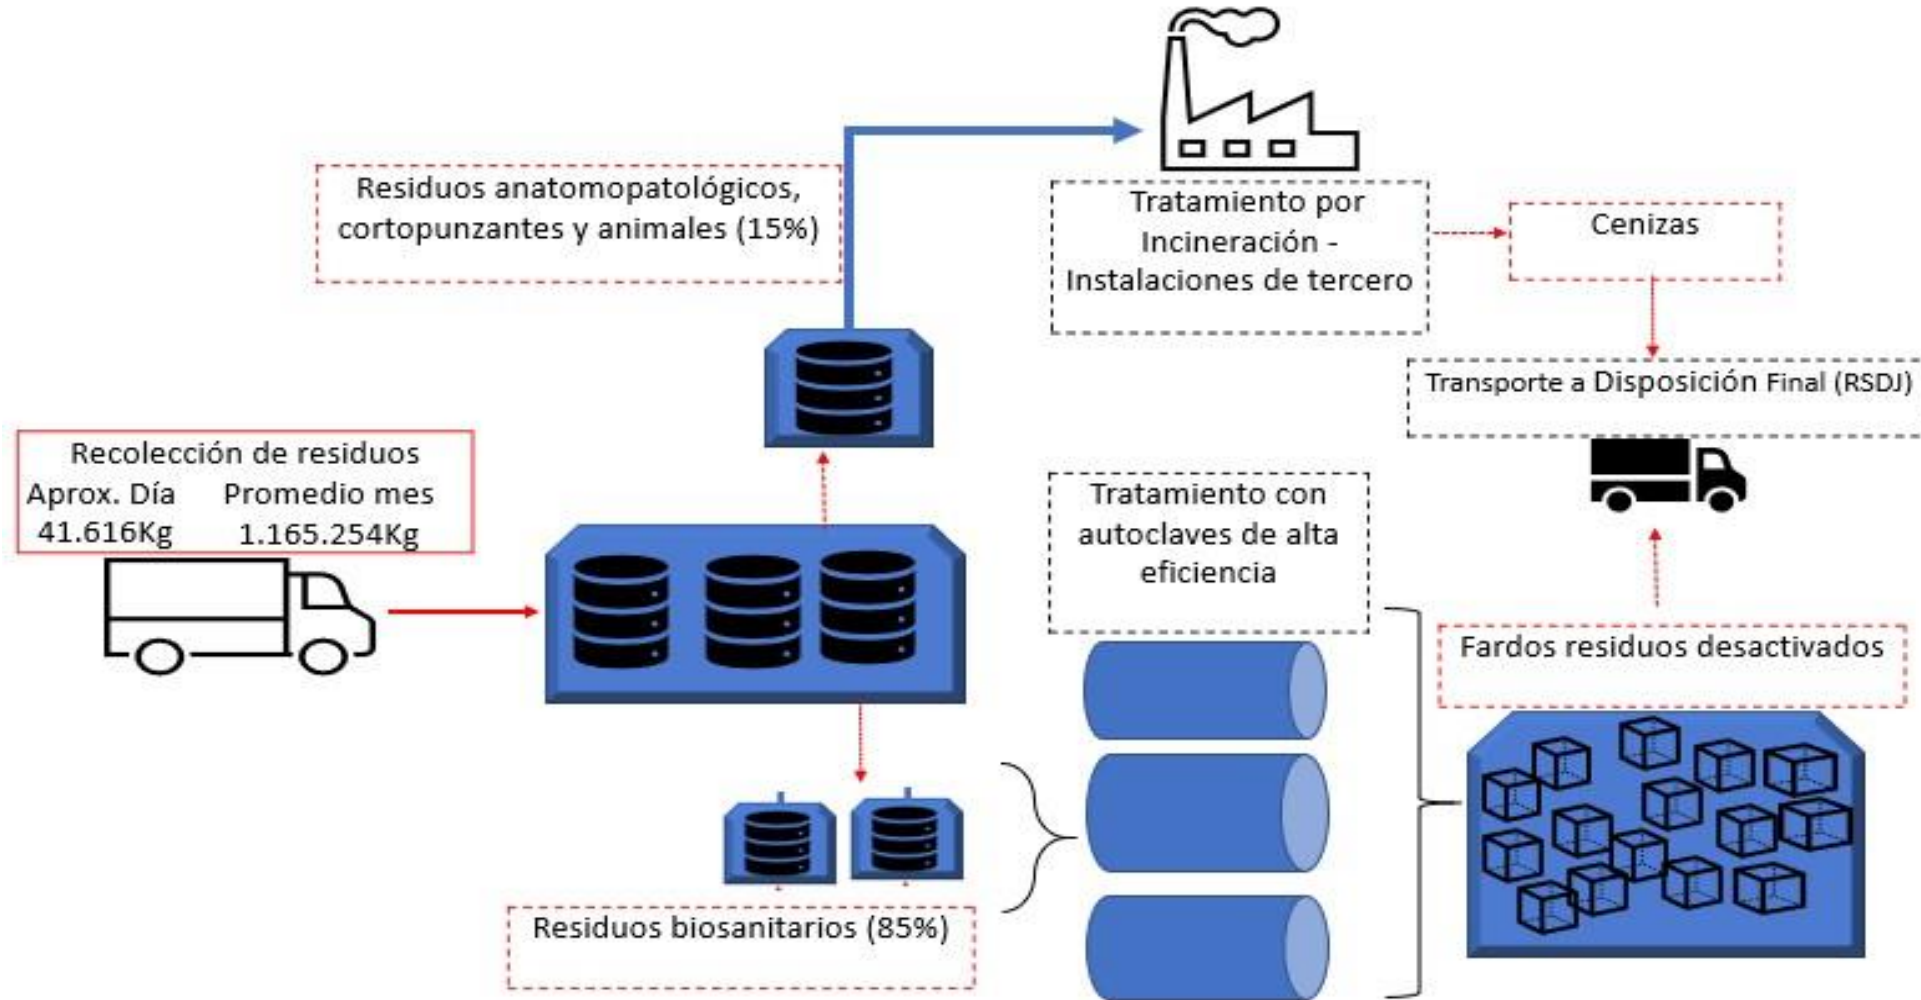 Residuos anatomopatológicos,
cortopunzantes y animales (15%)
Tratamiento por
Incineración -
Instalaciones de tercero
Cenizas
Transporte a Disposición Final (RSDJ)
Recolección de residuos
Aprox. Día Promedio mes
41.616Kg 1.165.254Kg
Tratamiento con
autoclaves de alta
eficiencia
Fardos residuos desactivados
Residuos biosanitarios (85%)